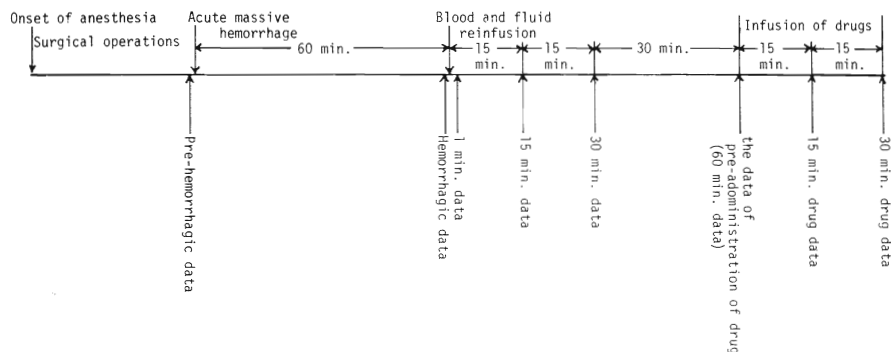 Onset of anesthesia
Surgical operations
Acute massive
hemorrhage
60 min.
Blood and fluid
reinfusion
15
min.
15
min.
30 min.
Infusion of drugs
15
min.
15
min.
Pre-hemorrhagic data
Hemorrhagic data
1 min. data
15 min. data
30 min. data
the data of
pre-adoministration of drug
(60 min. data)
15 min. drug data
30 min. drug data